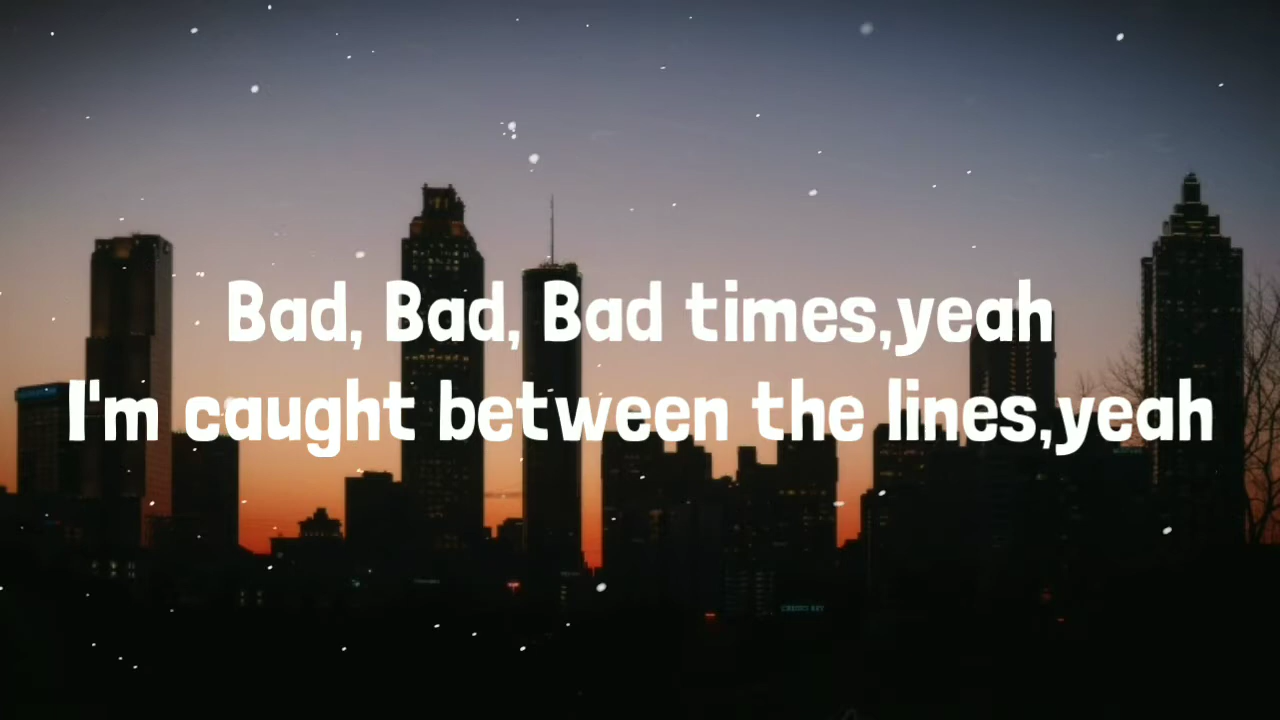 Bad, Bad, Bad times,yeah
I'm caught between the lines,yeah